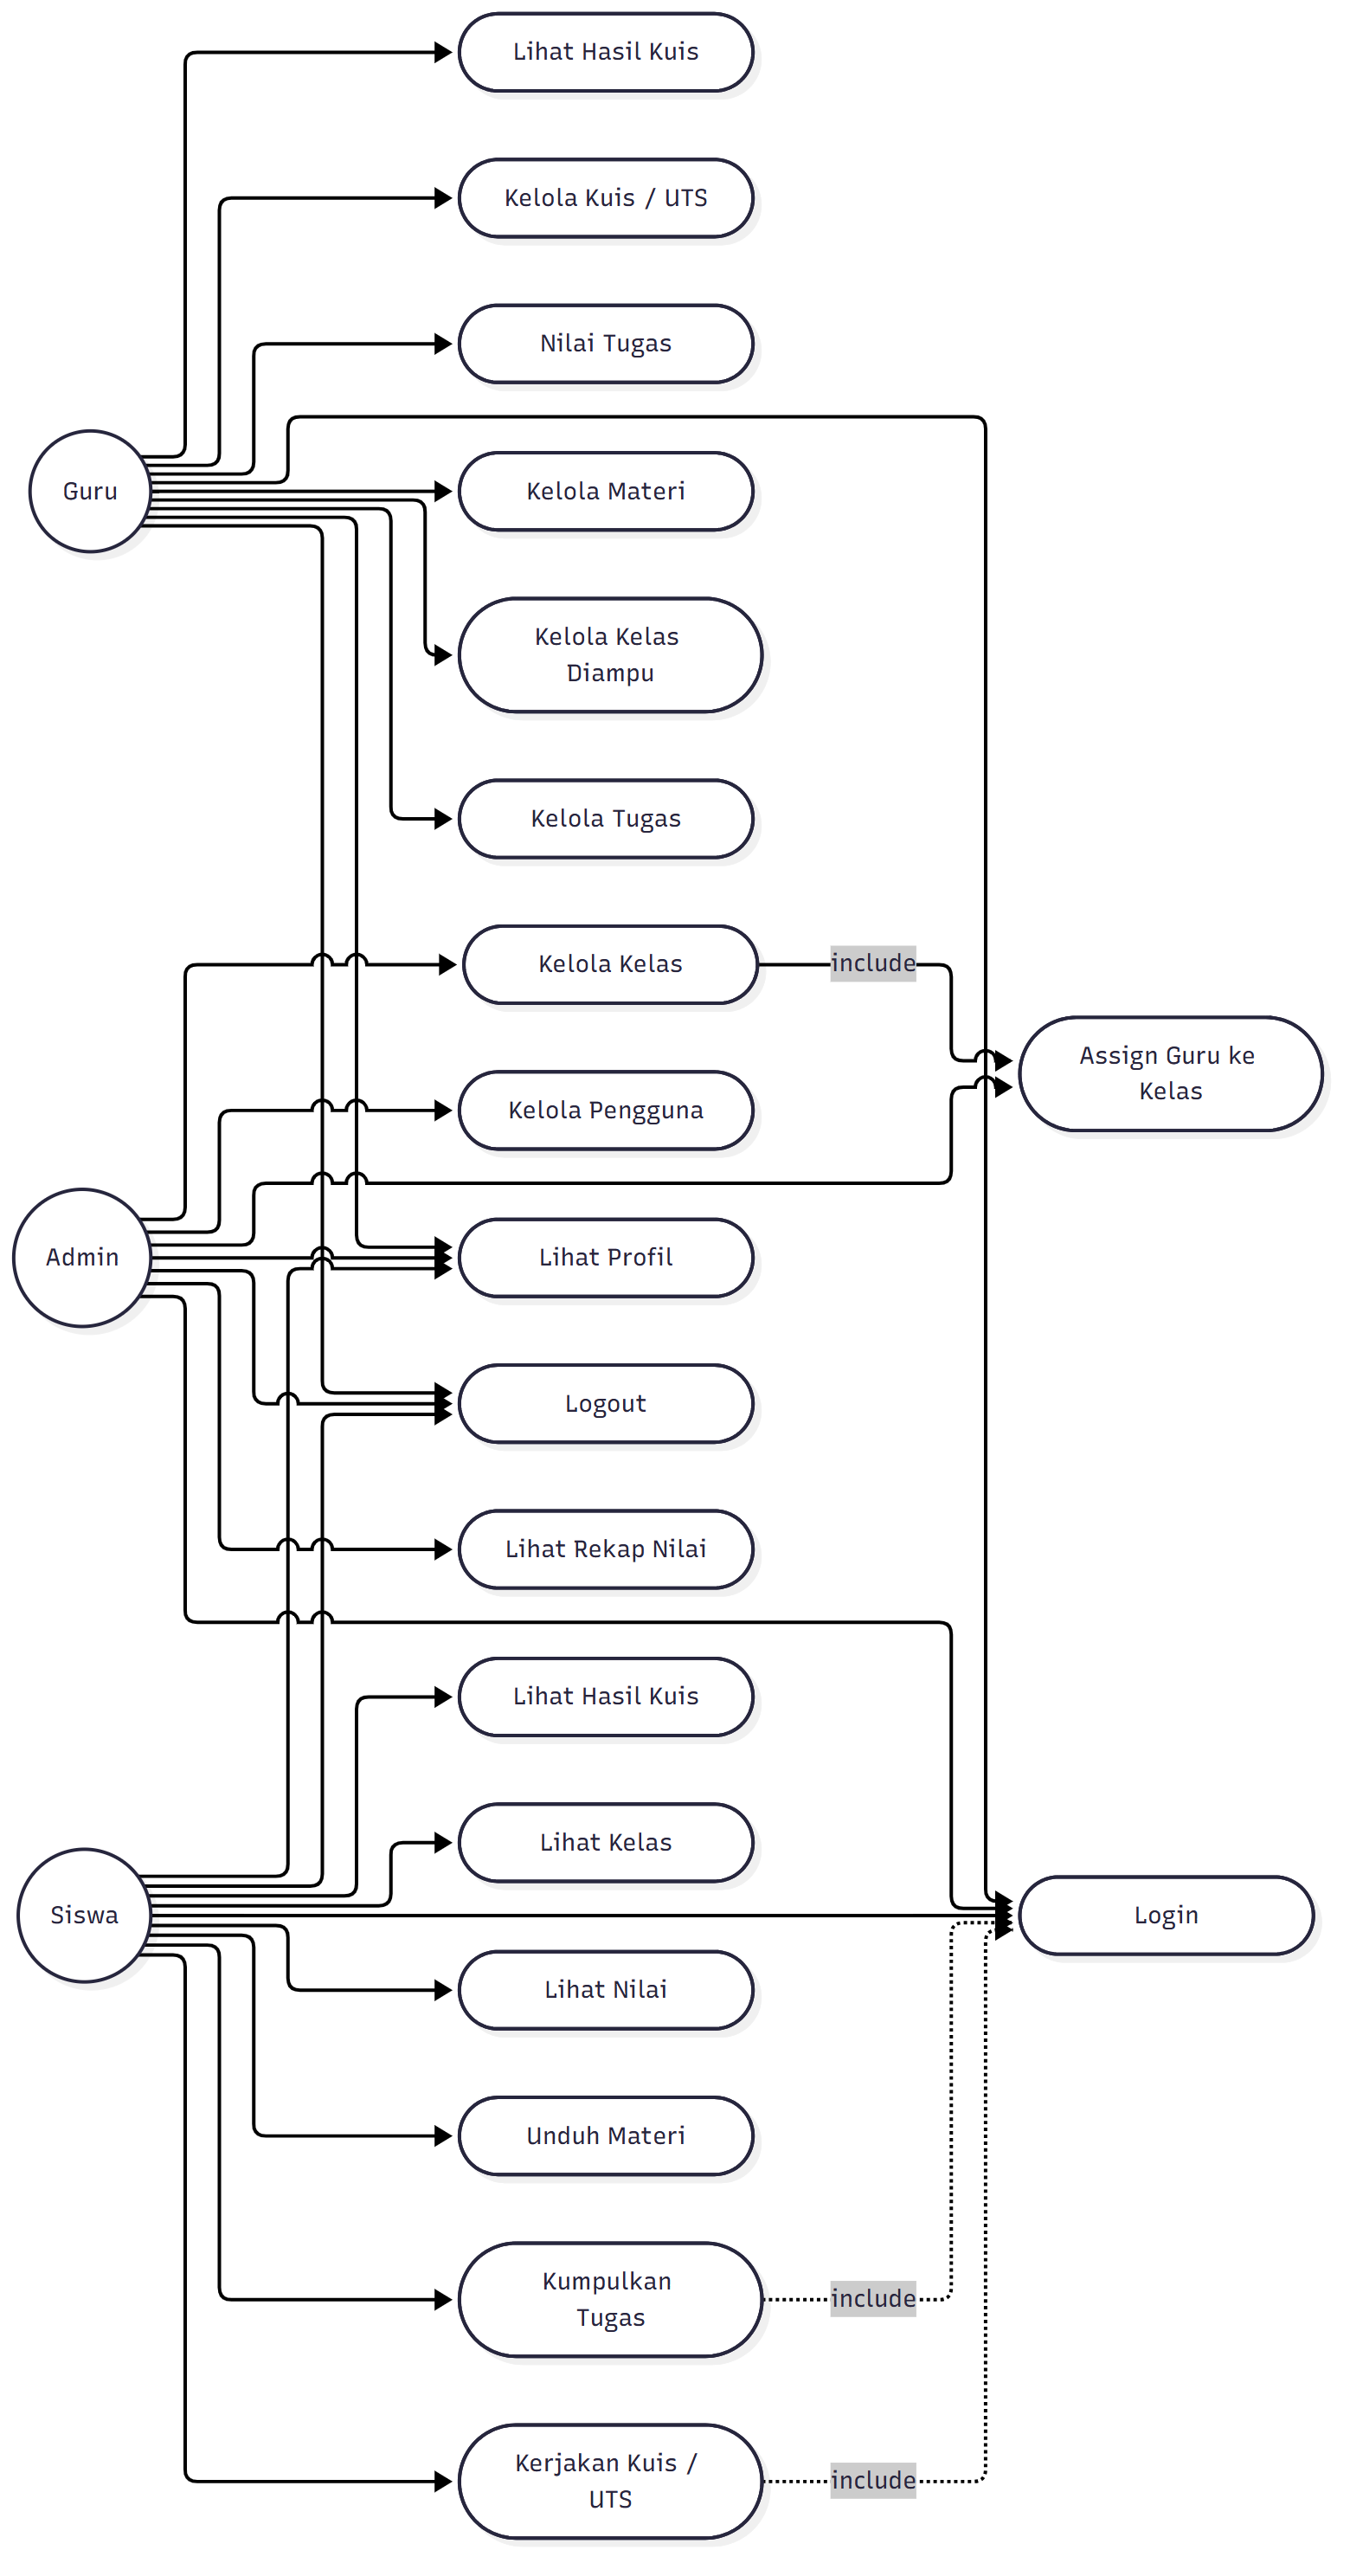 Lihat Hasil Kuis
Kelola Kuis / UTS
Nilai Tugas
Guru
Kelola Materi
Kelola Kelas
Diampu
Kelola Tugas
Kelola Kelas
include
Assign Guru ke
Kelas
Kelola Pengguna
Admin
Lihat Profil
Logout
Lihat Rekap Nilai
Lihat Hasil Kuis
Lihat Kelas
Siswa
Login
Lihat Nilai
Unduh Materi
Kumpulkan
Tugas
include
Kerjakan Kuis /
UTS
include